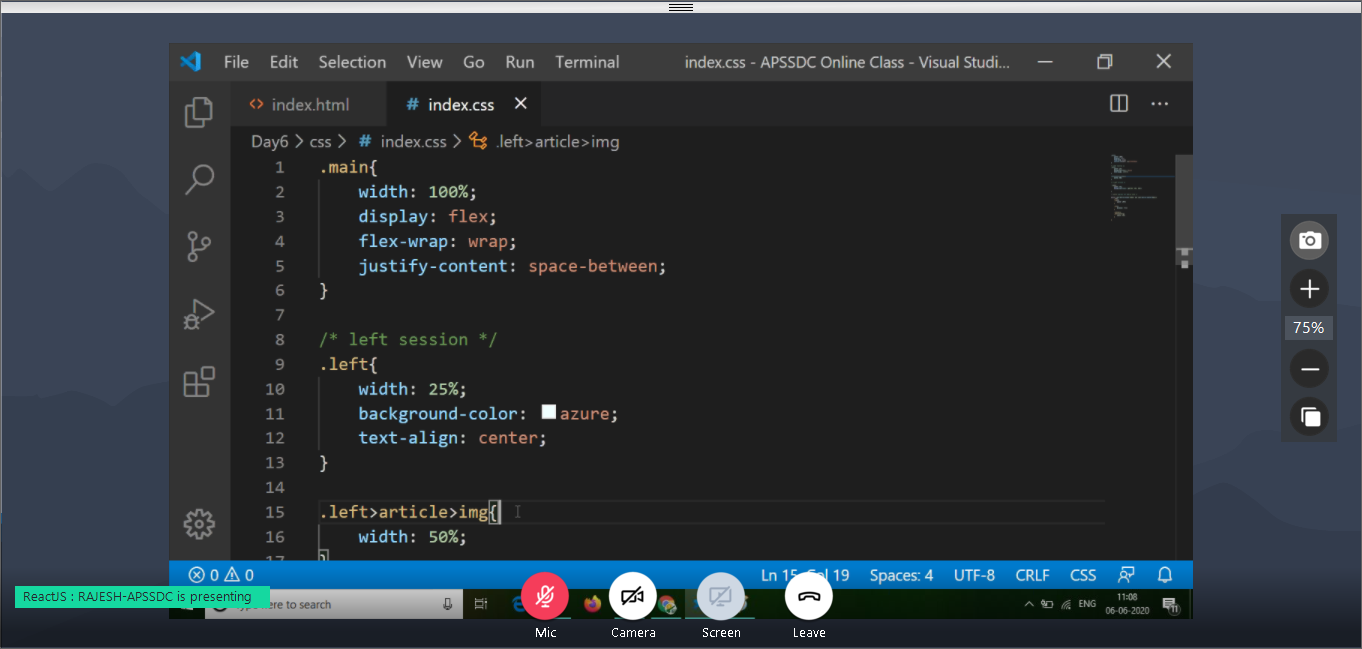 File Edit Selection View Go Run Terminal index.css - APSSDC Online Class - Visual Studi...
index.html # index.css
Day6 > css > # index.css > .left>article>img
1 .main{
2 width: 100%;
3 display: flex;
4 flex-wrap: wrap;
5 justify-content: space-between;
6 }
7
8 /* left session */
9 .left{
10 width: 25%;
11 background-color: azure;
12 text-align: center;
13 }
14
15 .left>article>img{
16 width: 50%;
17 }
75%
0 0 Ln 15, Col 19 Spaces: 4 UTF-8 CRLF CSS
ReactJS : RAJESH-APSSDC is presenting
here to search
ENG
11:08
06-06-2020
11
Mic Camera Screen Leave